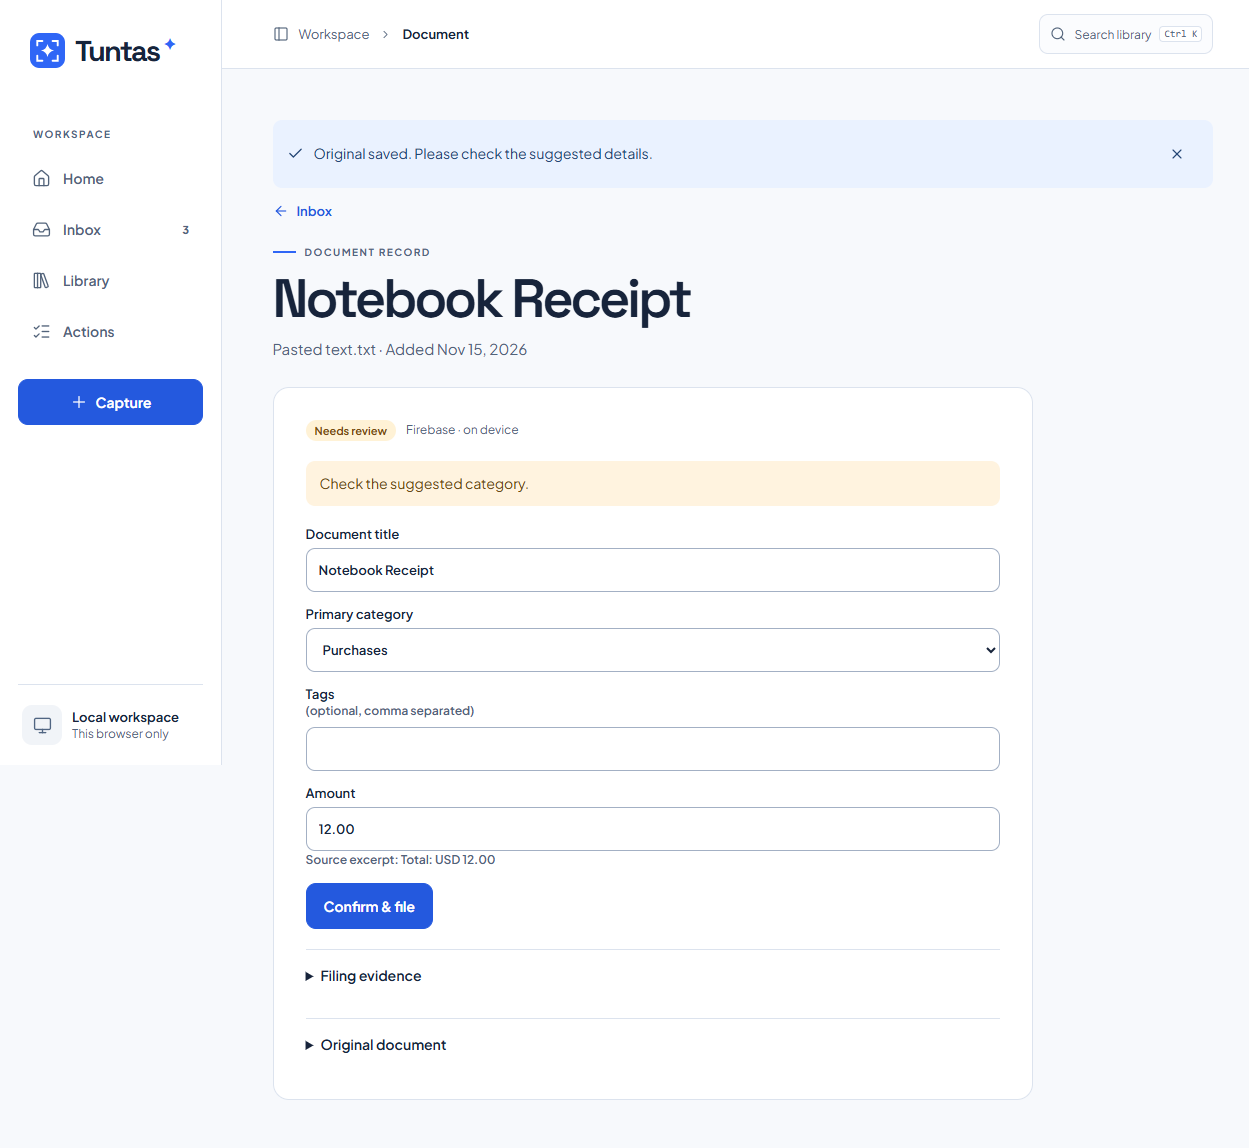 Tuntas
WORKSPACE
Home
Inbox 3
Library
Actions
Capture
Local workspace
This browser only
Workspace > Document
Search library Ctrl K
Original saved. Please check the suggested details.
Inbox
DOCUMENT RECORD
Notebook Receipt
Pasted text.txt · Added Nov 15, 2026
Needs review Firebase · on device
Check the suggested category.
Document title
Notebook Receipt
Primary category
Purchases
Tags
(optional, comma separated)
Amount
12.00
Source excerpt: Total: USD 12.00
Confirm & file
Filing evidence
Original document